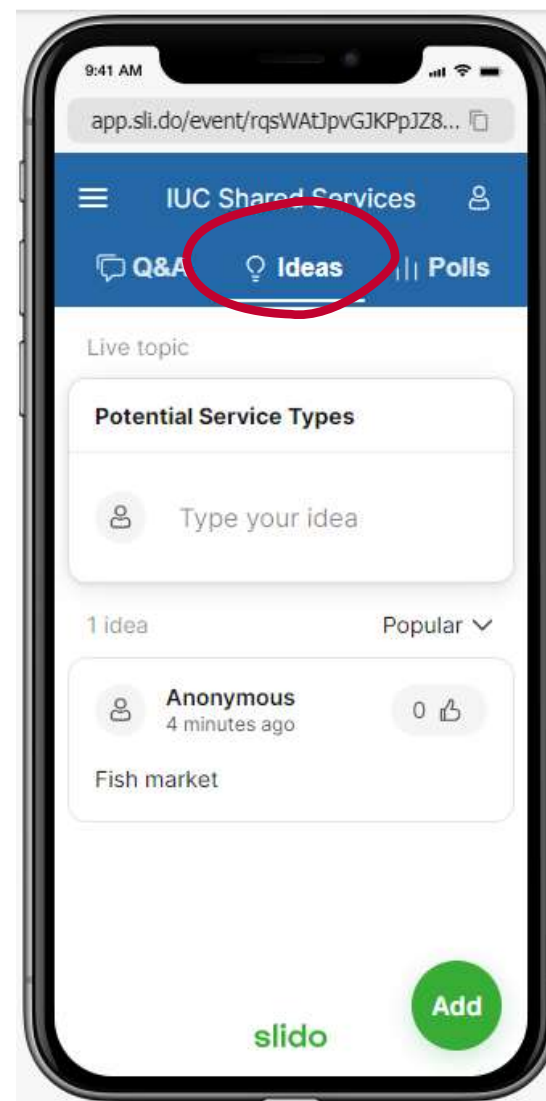 9:41 AM
app.sli.do/event/rqsWAtJpvGJKPpJZ8...
IUC Shared Services
Q&A Ideas Polls
Live topic
Potential Service Types
Type your idea
1 idea Popular
Anonymous 0
4 minutes ago
Fish market
Add
slido